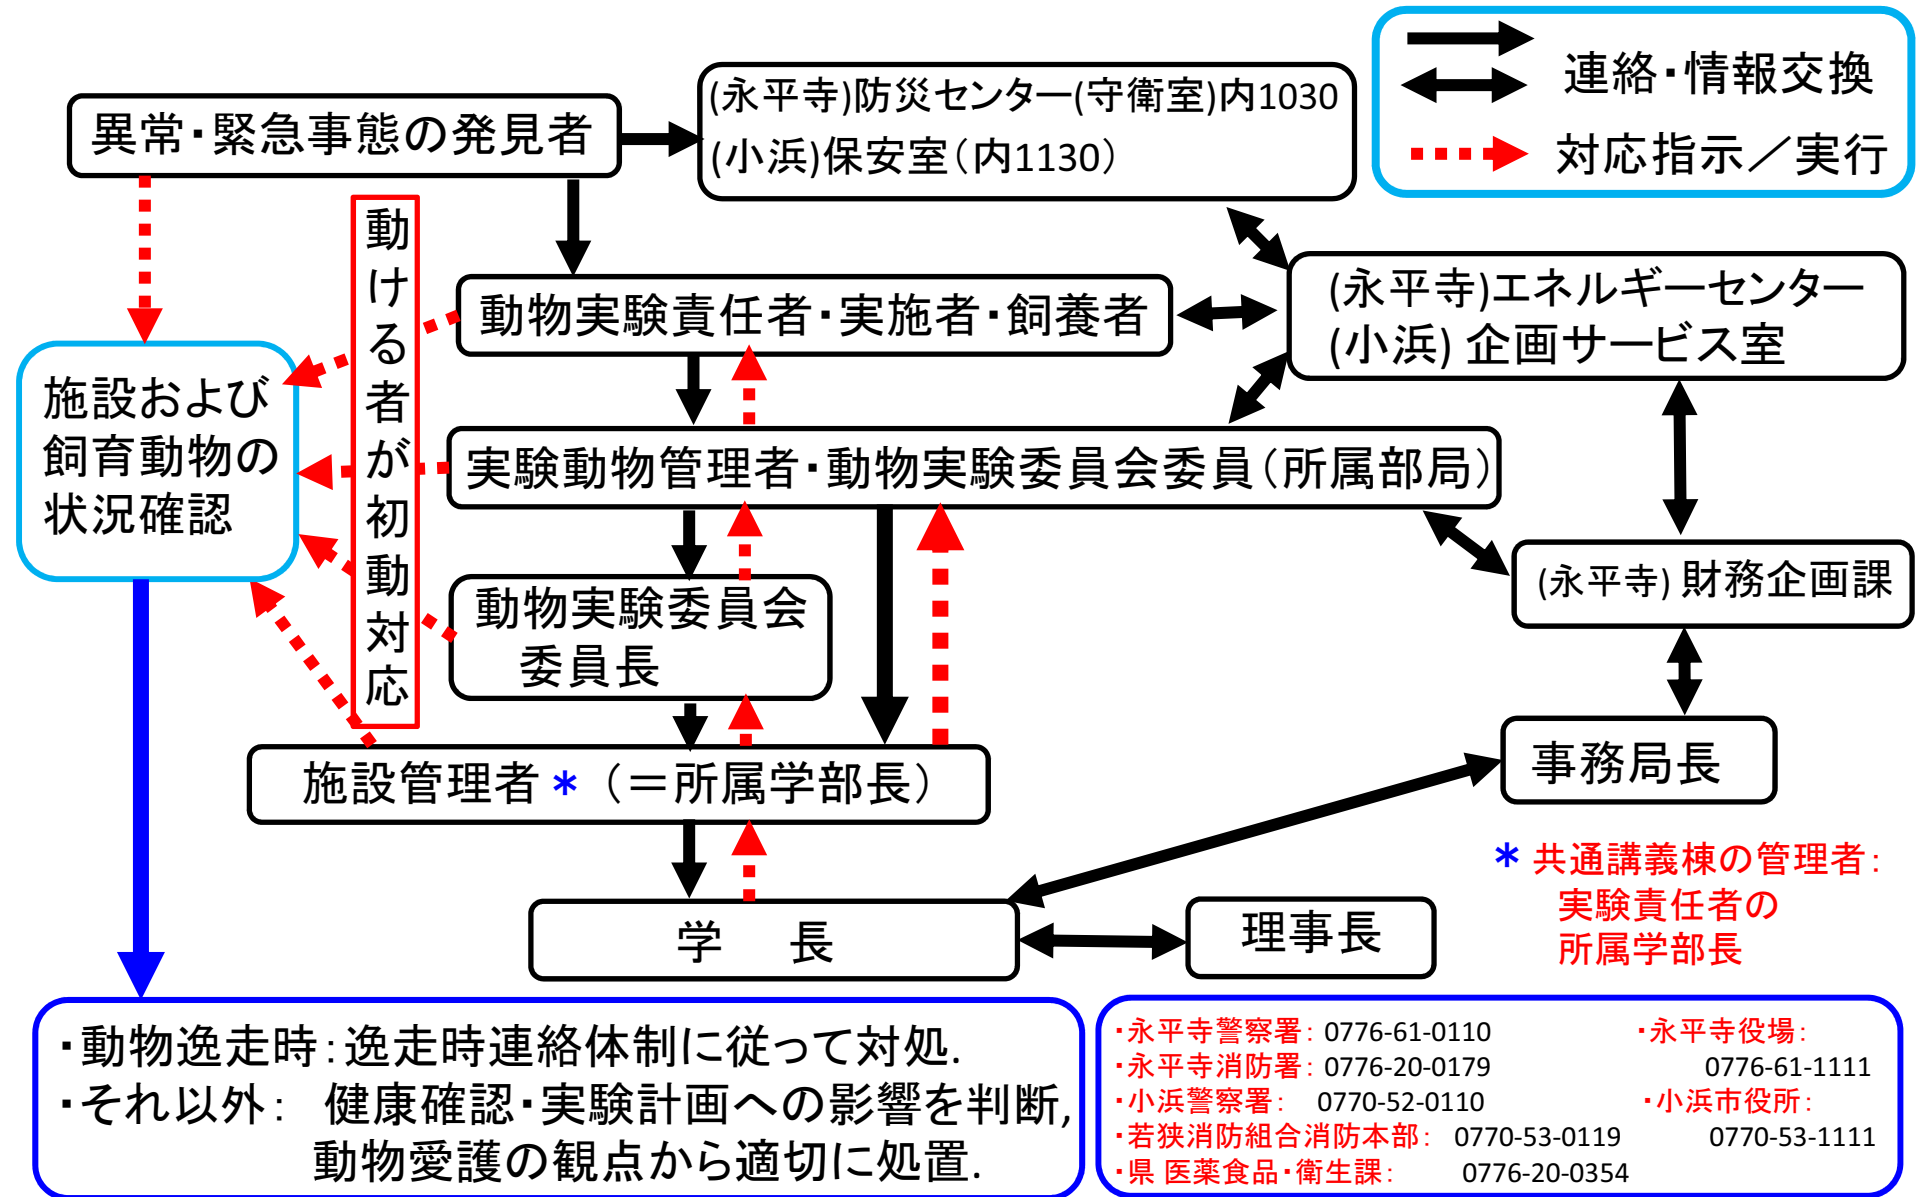 連絡・情報交換
対応指示／実行
異常・緊急事態の発見者
(永平寺)防災センター(守衛室)内1030
(小浜)保安室（内1130）
動ける者が初動対応
動物実験責任者・実施者・飼養者
(永平寺)エネルギーセンター
(小浜) 企画サービス室
施設および
飼育動物の
状況確認
実験動物管理者・動物実験委員会委員（所属部局）
(永平寺) 財務企画課
動物実験委員会
委員長
施設管理者 * （＝所属学部長）
事務局長
* 共通講義棟の管理者：
実験責任者の
所属学部長
学　長
理事長
・動物逸走時：逸走時連絡体制に従って対処.
・それ以外：　健康確認・実験計画への影響を判断,
動物愛護の観点から適切に処置.
・永平寺警察署： 0776-61-0110　・永平寺役場：
・永平寺消防署： 0776-20-0179　0776-61-1111
・小浜警察署：　0770-52-0110　・小浜市役所：
・若狭消防組合消防本部：　0770-53-0119　0770-53-1111
・県 医薬食品・衛生課：　0776-20-0354